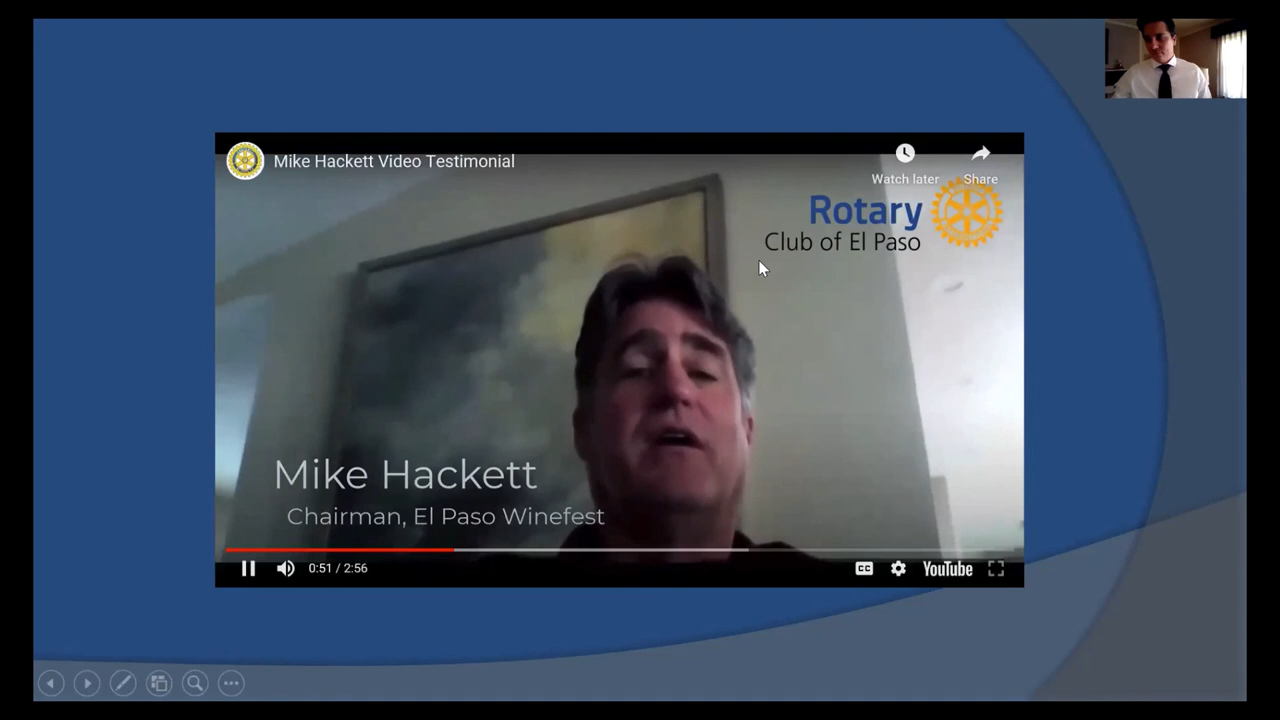 Mike Hackett Video Testimonial
Watch later
Share
Rotary
Club of El Paso
Mike Hackett
Chairman, El Paso Winefest
0:51 / 2:56
CC
YouTube